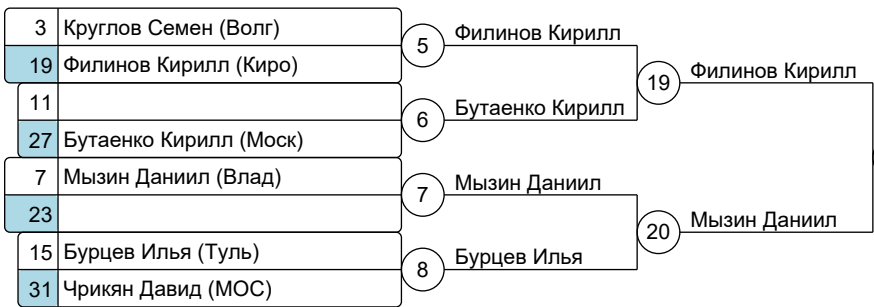 3 Круглов Семен (Волг)
19 Филинов Кирилл (Киро)
5 Филинов Кирилл
11
27 Бутаенко Кирилл (Моск)
6 Бутаенко Кирилл
19 Филинов Кирилл
7 Мызин Даниил (Влад)
23
7 Мызин Даниил
15 Бурцев Илья (Туль)
31 Чрикян Давид (МОС)
8 Бурцев Илья
20 Мызин Даниил